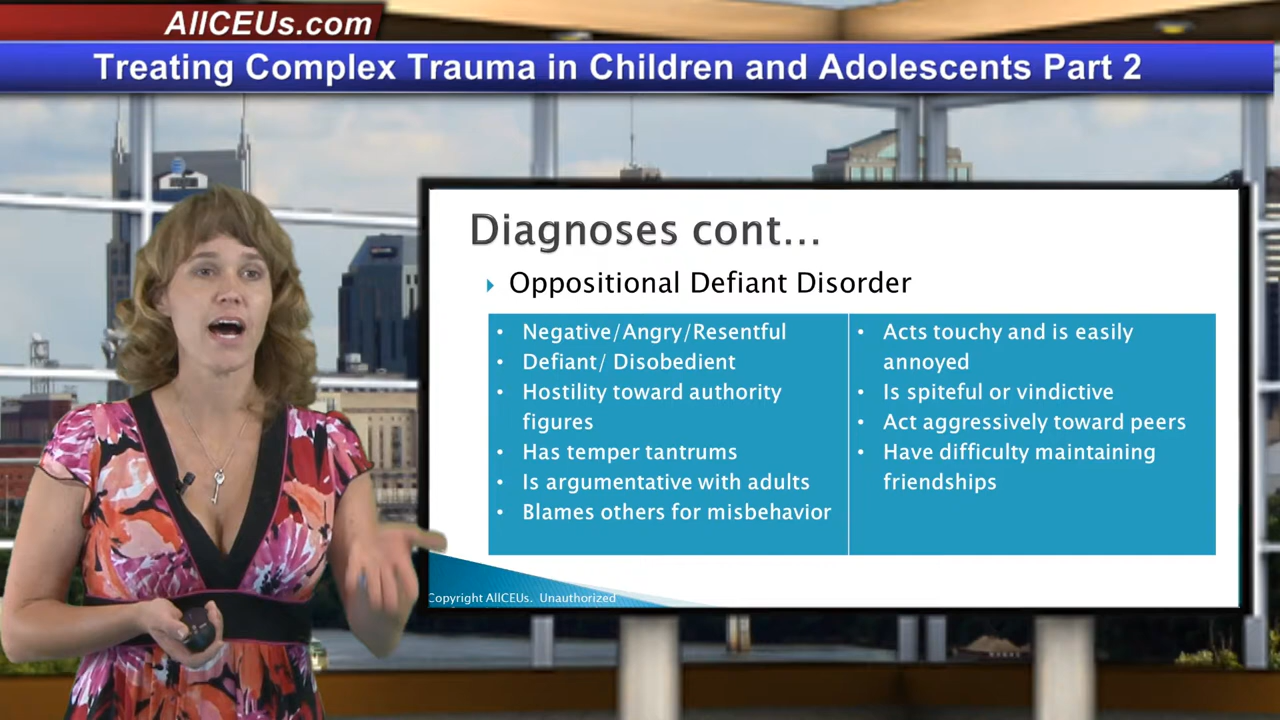 AllCEUs.com
Treating Complex Trauma in Children and Adolescents Part 2
Diagnoses cont…
Oppositional Defiant Disorder
• Negative/Angry/Resentful
• Defiant/ Disobedient
• Hostility toward authority
figures
• Has temper tantrums
• Is argumentative with adults
• Blames others for misbehavior
• Acts touchy and is easily
annoyed
• Is spiteful or vindictive
• Act aggressively toward peers
• Have difficulty maintaining
friendships
Copyright AllCEUs. Unauthorized